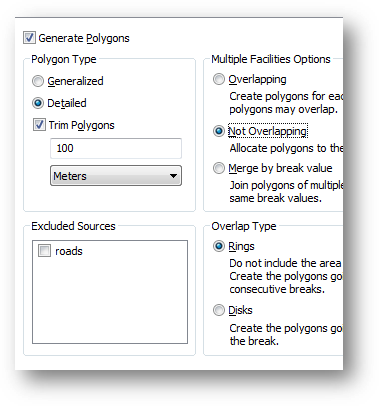 Generate Polygons
Polygon Type
Generalized
Detailed
Trim Polygons
100
Meters
Excluded Sources
roads
Multiple Facilities Options
Overlapping
Create polygons for eac
polygons may overlap.
Not Overlapping
Allocate polygons to the
Merge by break value
Join polygons of multiple
same break values.
Overlap Type
Rings
Do not include the area
Create the polygons go
consecutive breaks.
Disks
Create the polygons go
the break.